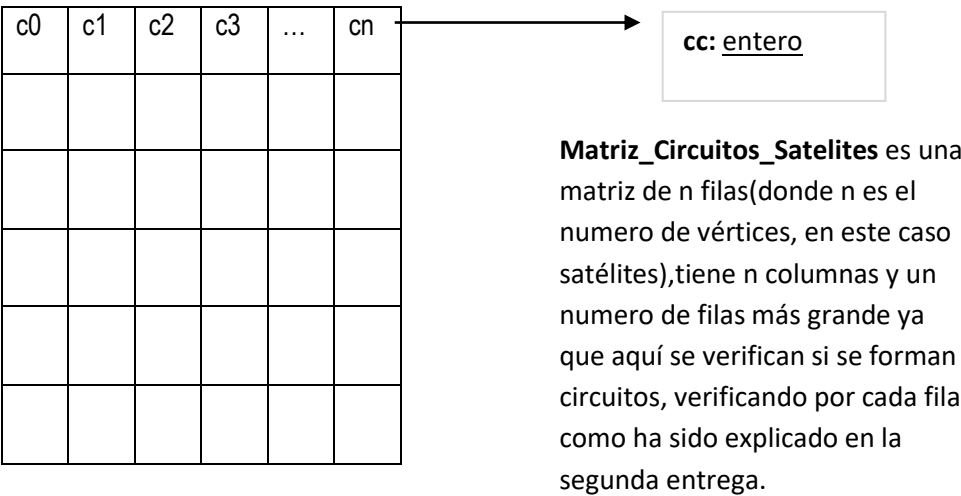 c0 c1 c2 c3 … cn
cc: entero
Matriz_Circuitos_Satelites es una
matriz de n filas(donde n es el
numero de vértices, en este caso
satélites),tiene n columnas y un
numero de filas más grande ya
que aquí se verifican si se forman
circuitos, verificando por cada fila
como ha sido explicado en la
segunda entrega.